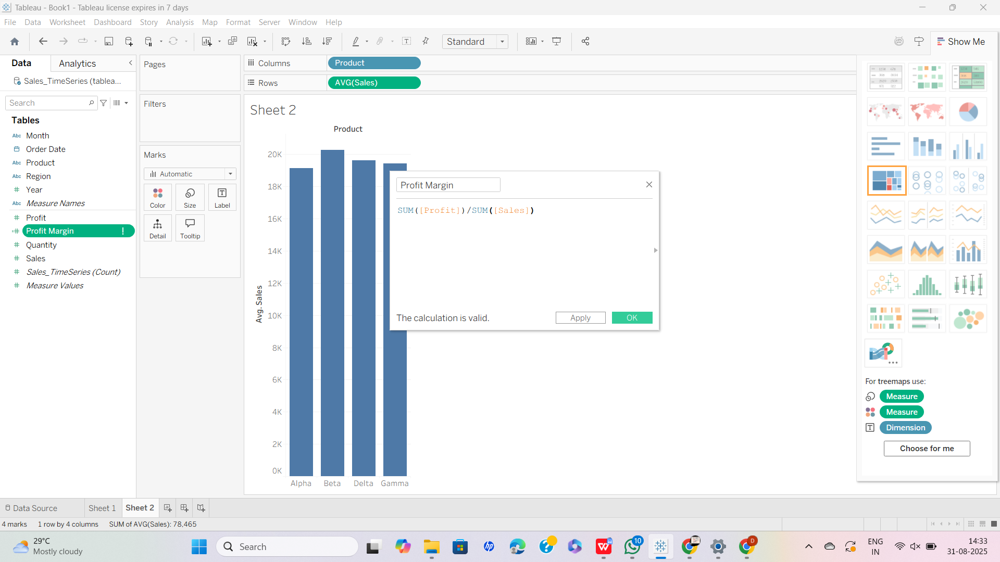 Tableau - Book1 - Tableau license expires in 7 days
File Data Worksheet Dashboard Story Analysis Map Format Server Window Help
Standard
Show Me
Data Analytics
Sales_TimeSeries (tablea...
Search
Tables
Abc Month
Order Date
Abc Product
Abc Region
Year
Abc Measure Names
Profit
Profit Margin
Quantity
Sales
Sales_TimeSeries (Count)
Measure Values
Pages
Filters
Marks
Automatic
Color Size Label
Detail Tooltip
Columns Product
Rows AVG(Sales)
Sheet 2
Product
Avg. Sales
20K
18K
16K
14K
12K
10K
8K
6K
4K
2K
0K
Alpha Beta Delta Gamma
Profit Margin
SUM([Profit])/SUM([Sales])
The calculation is valid.
Apply OK
For treemaps use:
Measure
Measure
Dimension
Choose for me
Data Source Sheet 1 Sheet 2
4 marks 1 row by 4 columns SUM of AVG(Sales): 78,465
29°C
Mostly cloudy
Search
hp
10
D
ENG
IN
14:33
31-08-2025